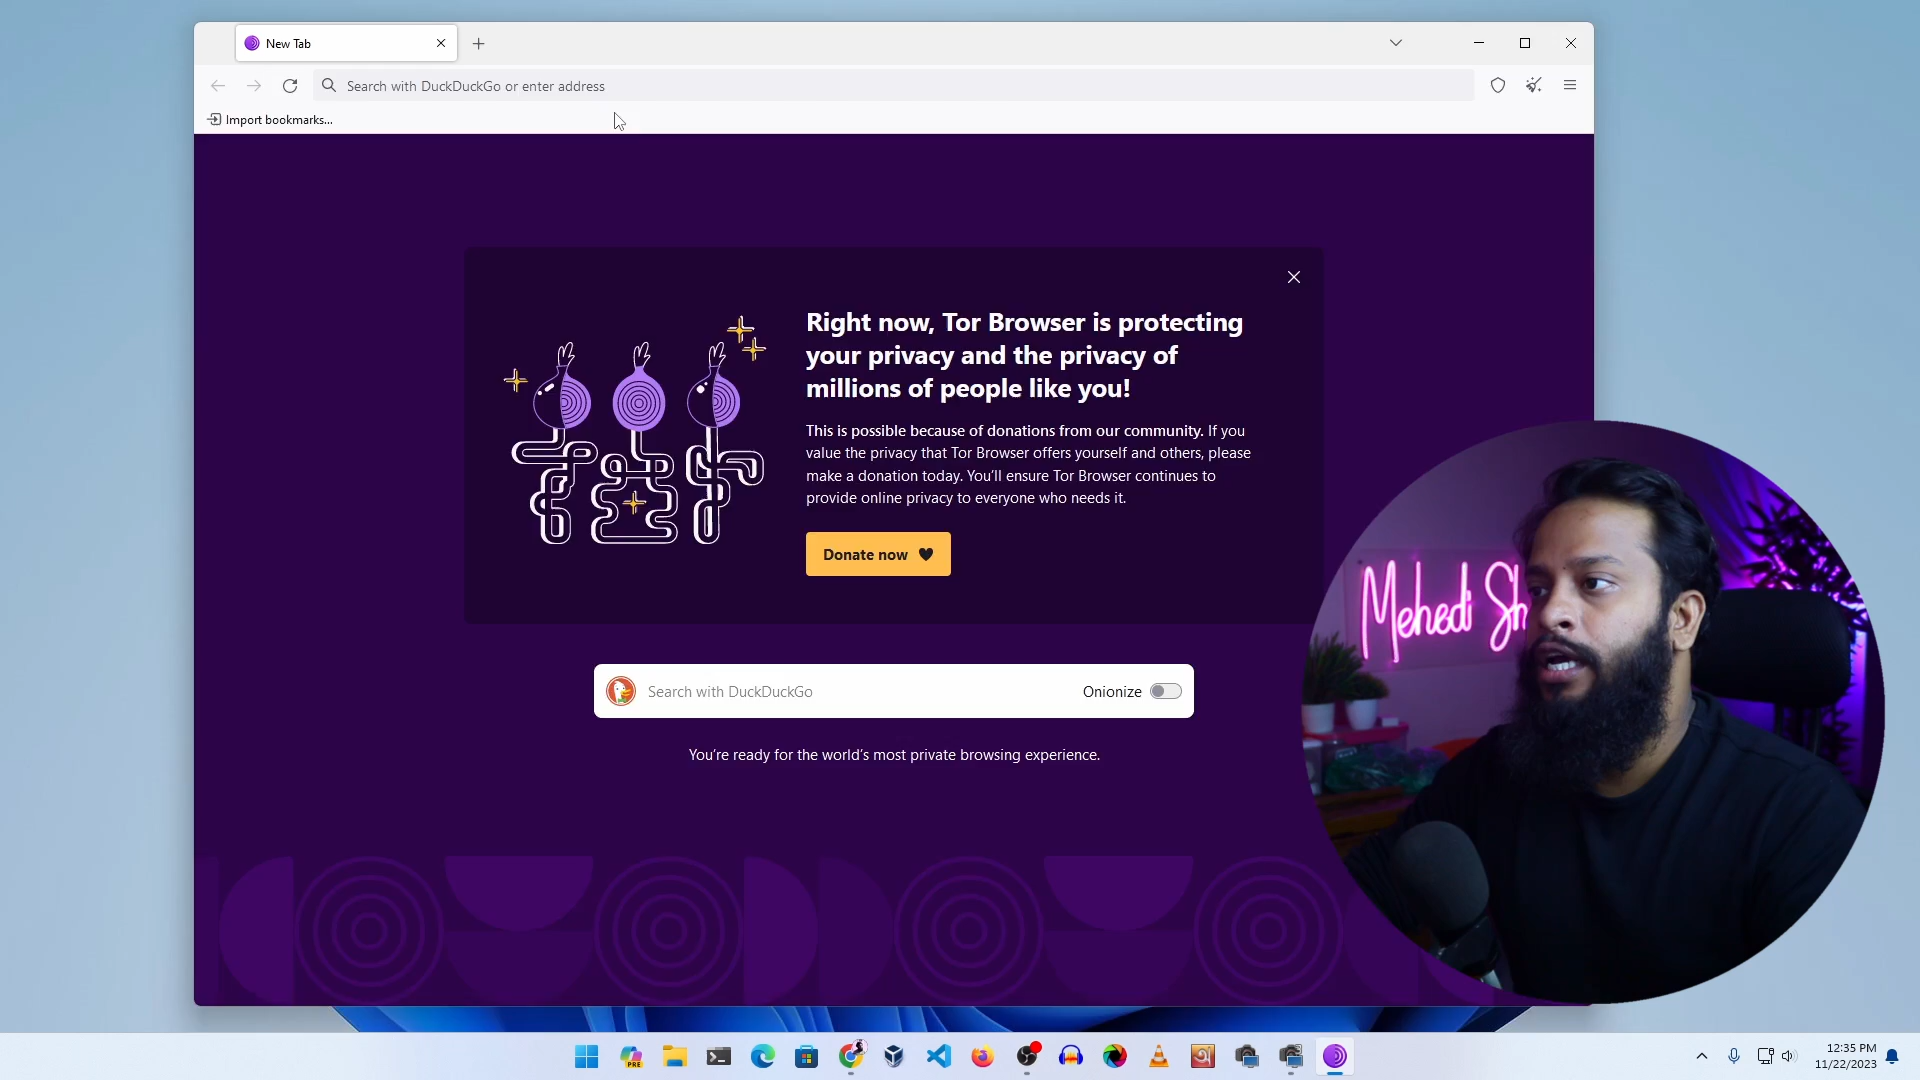 New Tab
Search with DuckDuckGo or enter address
Import bookmarks...
Right now, Tor Browser is protecting
your privacy and the privacy of
millions of people like you!
This is possible because of donations from our community. If you
value the privacy that Tor Browser offers yourself and others, please
make a donation today. You’ll ensure Tor Browser continues to
provide online privacy to everyone who needs it.
Donate now
Mehedi Sh
Search with DuckDuckGo
Onionize
You’re ready for the world’s most private browsing experience.
PRE
12:35 PM
11/22/2023